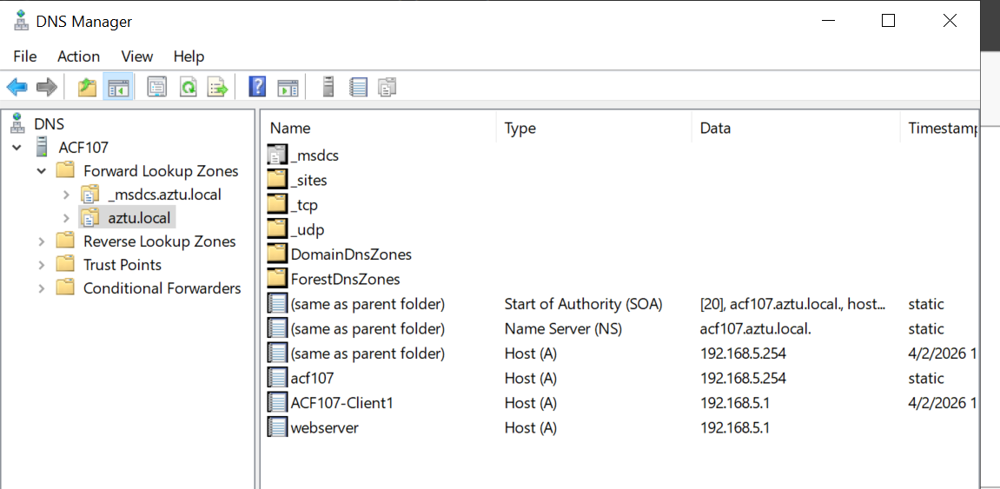 DNS Manager
File Action View Help
DNS
ACF107
Forward Lookup Zones
_msdcs.aztu.local
aztu.local
Reverse Lookup Zones
Trust Points
Conditional Forwarders
Name Type Data Timestamp
_msdcs
_sites
_tcp
_udp
DomainDnsZones
ForestDnsZones
(same as parent folder) Start of Authority (SOA) [20], acf107.aztu.local., host... static
(same as parent folder) Name Server (NS) acf107.aztu.local. static
(same as parent folder) Host (A) 192.168.5.254 4/2/2026 1
acf107 Host (A) 192.168.5.254 static
ACF107-Client1 Host (A) 192.168.5.1 4/2/2026 1
webserver Host (A) 192.168.5.1